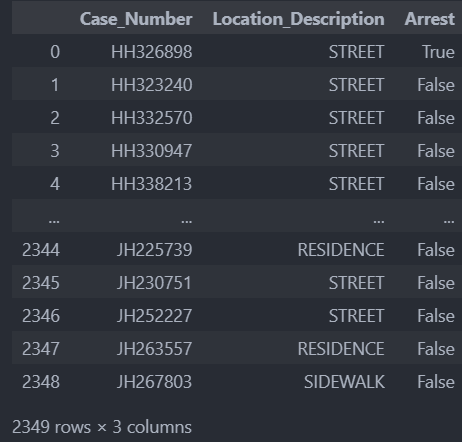 Case_Number Location_Description Arrest
0 HH326898 STREET True
1 HH323240 STREET False
2 HH332570 STREET False
3 HH330947 STREET False
4 HH338213 STREET False
... ... ... ...
2344 JH225739 RESIDENCE False
2345 JH230751 STREET False
2346 JH252227 STREET False
2347 JH263557 RESIDENCE False
2348 JH267803 SIDEWALK False
2349 rows × 3 columns